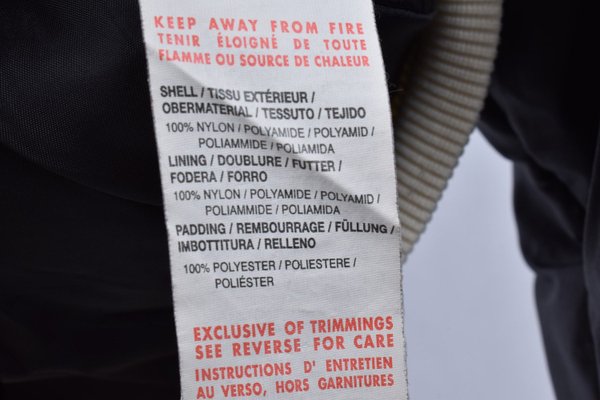 KEEP AWAY FROM FIRE
TENIR ÉLOIGNÉ DE TOUTE
FLAMME OU SOURCE DE CHALEUR
SHELL / TISSU EXTÉRIEUR /
OBERMATERIAL / TESSUTO / TEJIDO
100% NYLON / POLYAMIDE / POLYAMID /
POLIAMMIDE / POLIAMIDA
LINING / DOUBLURE / FUTTER /
FODERA / FORRO
100% NYLON / POLYAMIDE / POLYAMID /
POLIAMMIDE / POLIAMIDA
PADDING / REMBOURRAGE / FÜLLUNG /
IMBOTTITURA / RELLENO
100% POLYESTER / POLIESTERE /
POLIÉSTER
EXCLUSIVE OF TRIMMINGS
SEE REVERSE FOR CARE
INSTRUCTIONS D' ENTRETIEN
AU VERSO, HORS GARNITURES